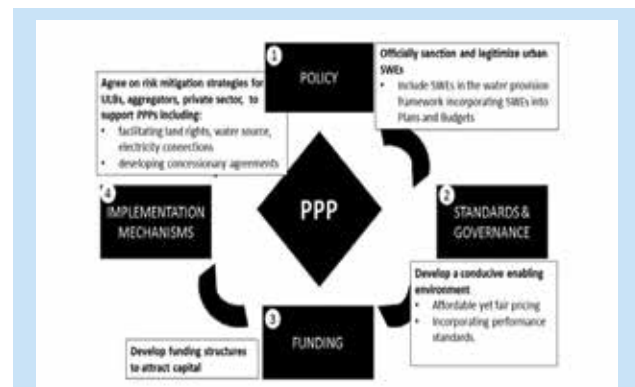 1
POLICY
Officially sanction and legitimize urban
SWEs
• Include SWEs in the water provision
framework incorporating SWEs into
Plans and Budgets
2
STANDARDS &
GOVERNANCE
Develop a conducive enabling
environment
• Affordable yet fair pricing
• Incorporating performance
standards.
3
FUNDING
Develop funding structures
to attract capital
4
IMPLEMENTATION
MECHANISMS
Agree on risk mitigation strategies for
ULBs, aggregators, private sector, to
support PPPs including:
• facilitating land rights, water source,
electricity connections
• developing concessionary agreements
PPP